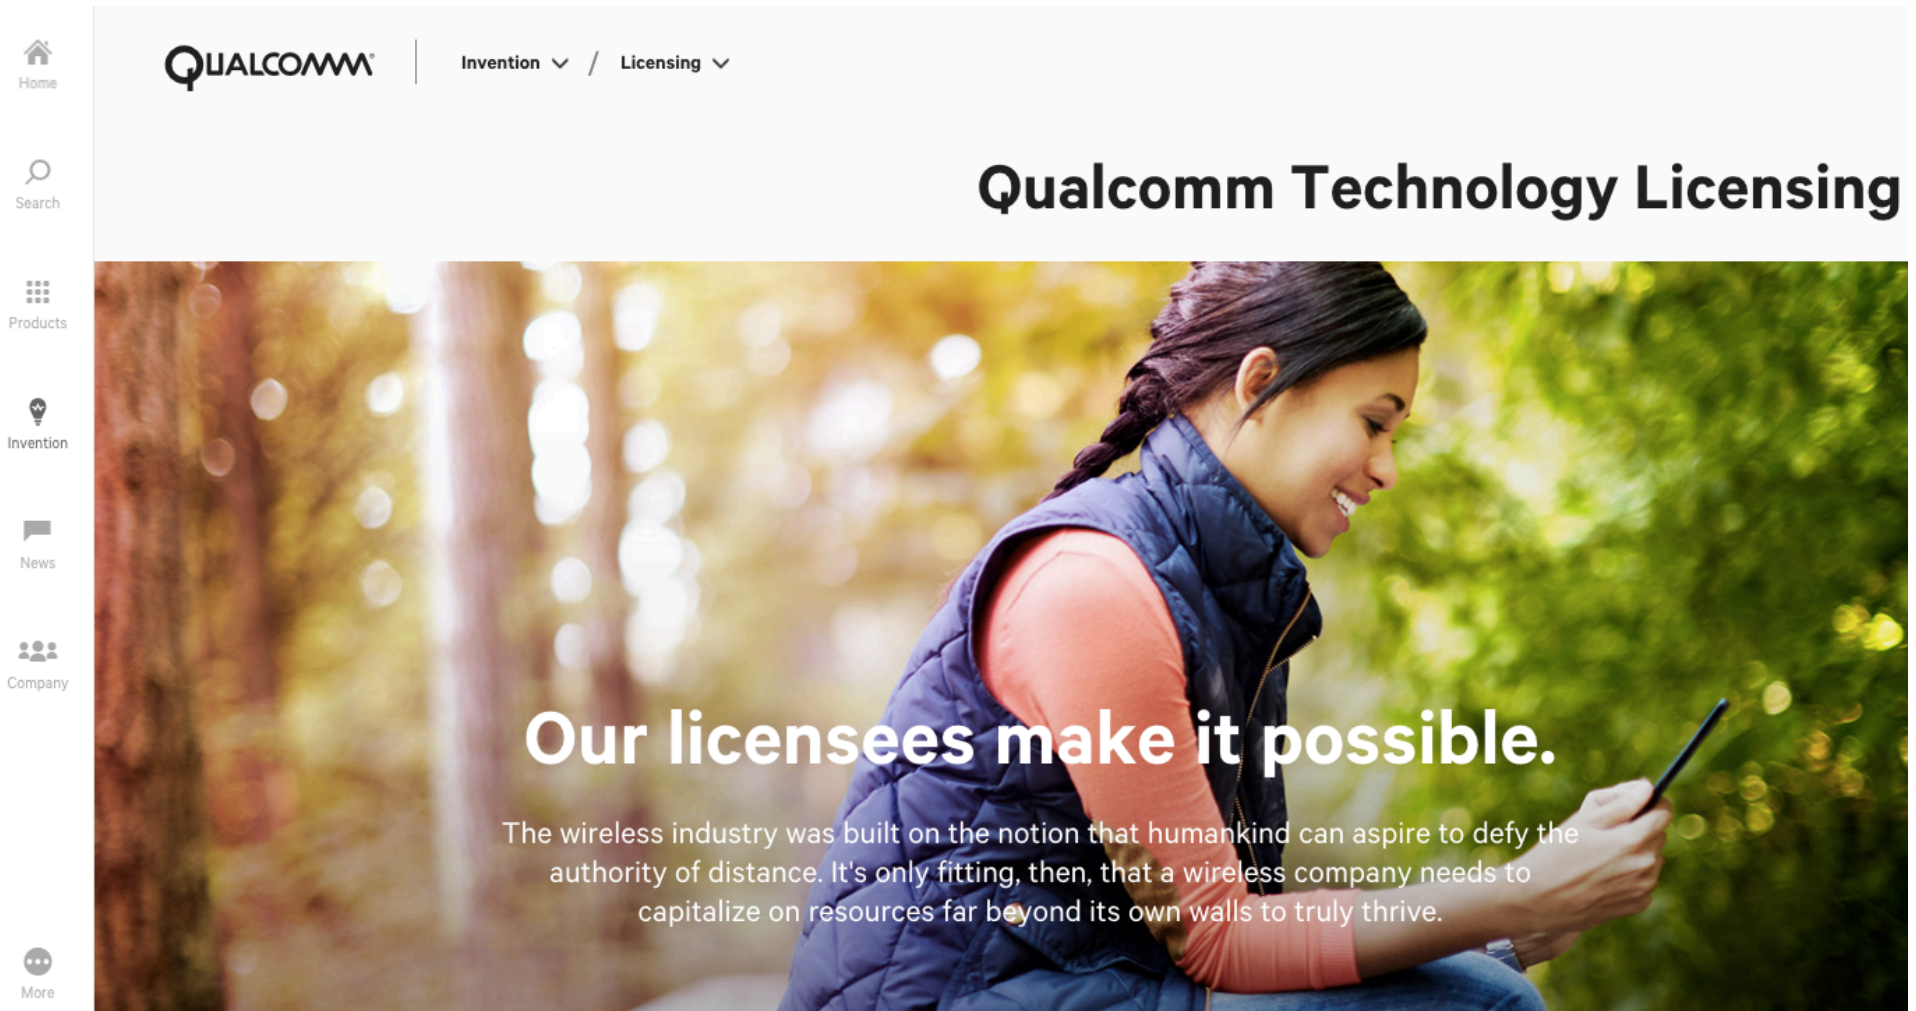 Home
Search
Products
Invention
News
Company
More
QUALCOMM®
Invention / Licensing
Qualcomm Technology Licensing
Our licensees make it possible.
The wireless industry was built on the notion that humankind can aspire to defy the
authority of distance. It's only fitting, then, that a wireless company needs to
capitalize on resources far beyond its own walls to truly thrive.